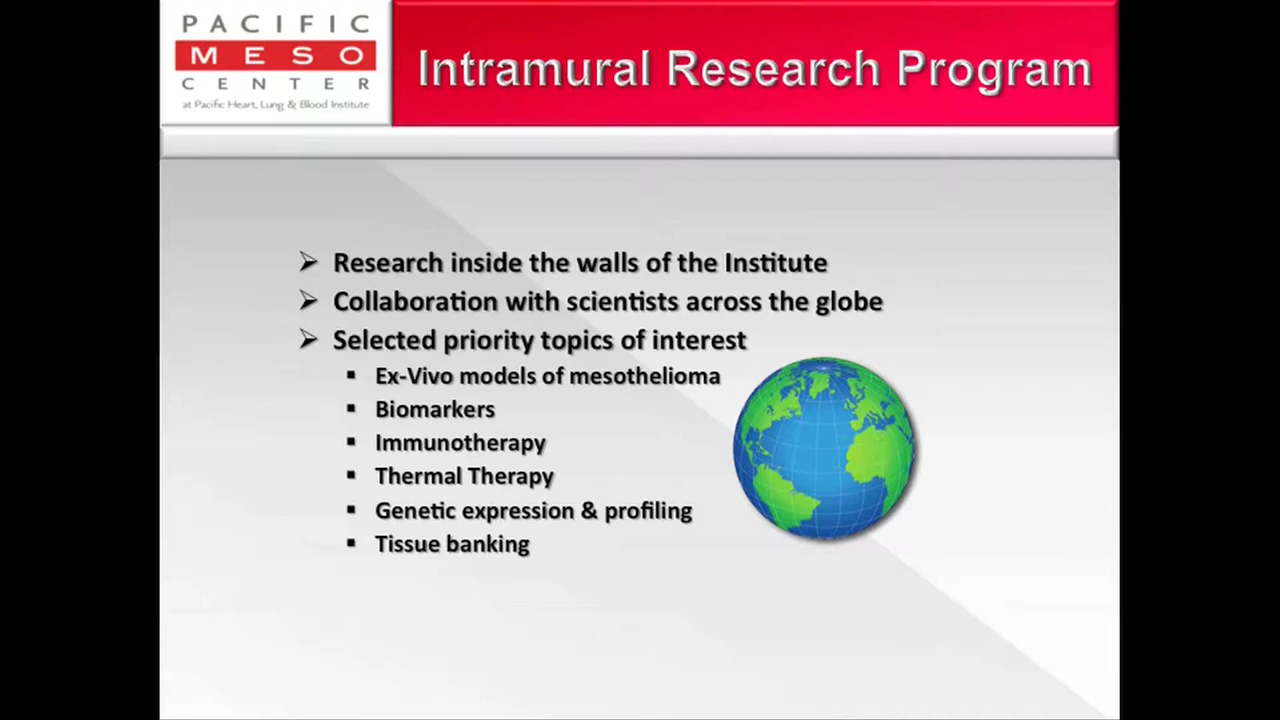 PACIFIC
MESO
CENTER
at Pacific Heart, Lung & Blood Institute
Intramural Research Program
Research inside the walls of the Institute
Collaboration with scientists across the globe
Selected priority topics of interest
Ex-Vivo models of mesothelioma
Biomarkers
Immunotherapy
Thermal Therapy
Genetic expression & profiling
Tissue banking